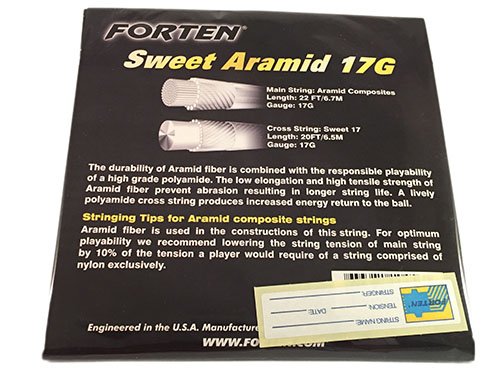 FORTEN®
Sweet Aramid 17G
Main String: Aramid Composites
Length: 22 FT/6.7M
Gauge: 17G
Cross String: Sweet 17
Length: 20FT/6.5M
Gauge: 17G
The durability of Aramid fiber is combined with the responsible playability
of a high grade polyamide. The low elongation and high tensile strength of
Aramid fiber prevent abrasion resulting in longer string life. A lively
polyamide cross string produces increased energy return to the ball.
Stringing Tips for Aramid composite strings
Aramid fiber is used in the constructions of this string. For optimum
playability we recommend lowering the string tension of main string
by 10% of the tension a player would require of a string comprised of
nylon exclusively.
Engineered in the U.S.A. Manufactur
WWW.FORTEN.COM
FORTEN
STRING NAME
TENSION
DATE:
STRINGER